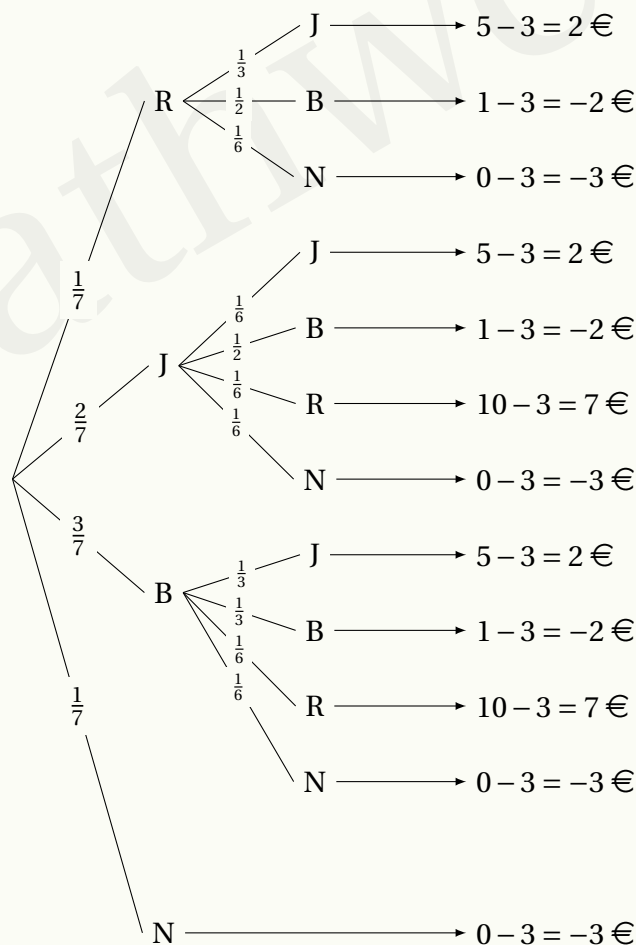 J 5 − 3 = 2 €
1/3
R 1/2 B 1 − 3 = −2 €
1/6
N 0 − 3 = −3 €
1/7
J 5 − 3 = 2 €
1/6
B 1 − 3 = −2 €
J 1/2
1/6 R 10 − 3 = 7 €
2/7 1/6
N 0 − 3 = −3 €
3/7
J 5 − 3 = 2 €
1/3
B 1/3 B 1 − 3 = −2 €
1/6
1/6
1/7 R 10 − 3 = 7 €
N 0 − 3 = −3 €
N 0 − 3 = −3 €